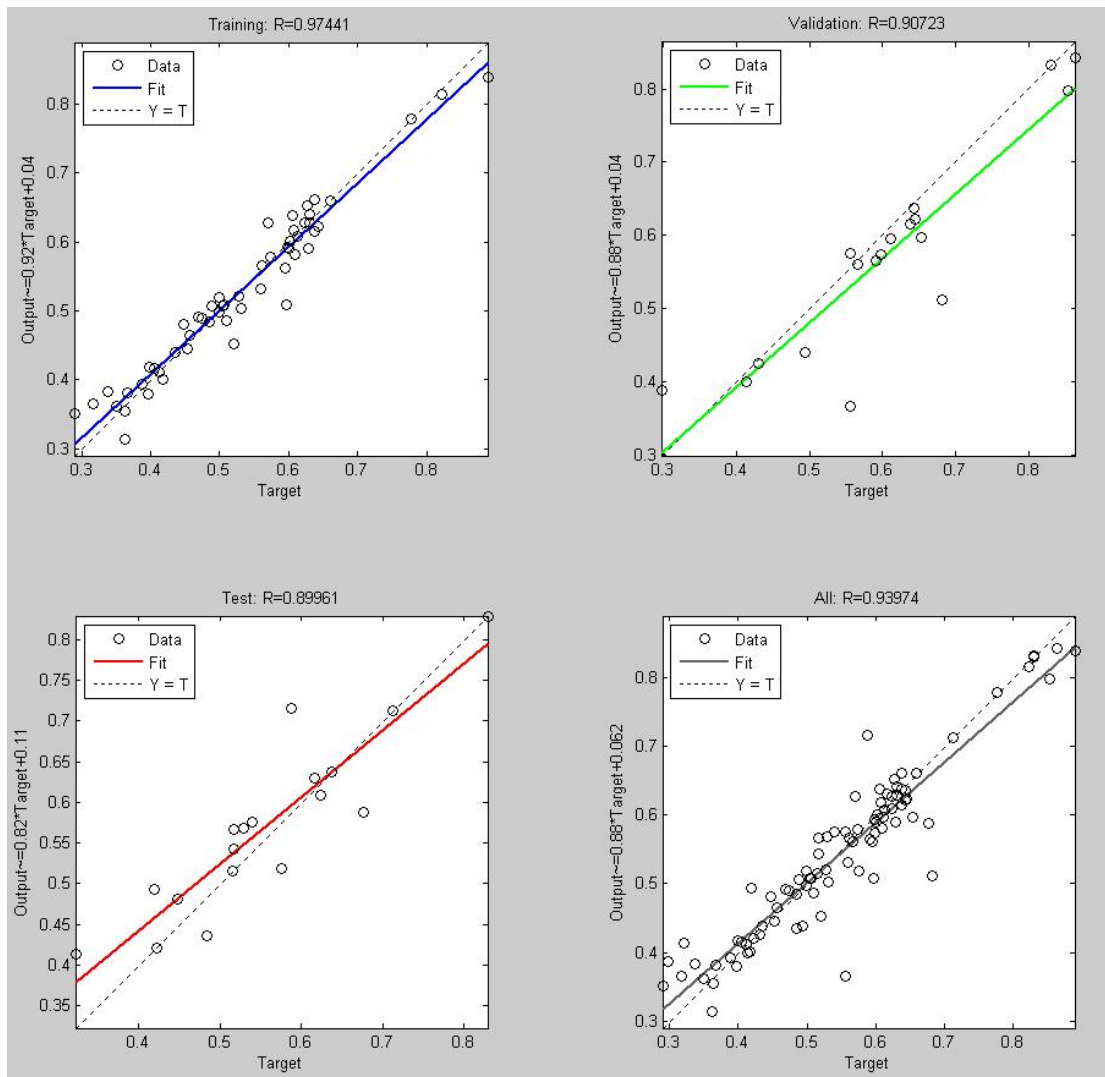 Training: R=0.97441
Data
Fit
Y = T
Output~=0.92*Target+0.04
0.8
0.7
0.6
0.5
0.4
0.3
0.3 0.4 0.5 0.6 0.7 0.8
Target
Validation: R=0.90723
Data
Fit
Y = T
Output~=0.88*Target+0.04
0.8
0.7
0.6
0.5
0.4
0.3
0.3 0.4 0.5 0.6 0.7 0.8
Target
Test: R=0.89961
Data
Fit
Y = T
Output~=0.82*Target+0.11
0.8
0.75
0.7
0.65
0.6
0.55
0.5
0.45
0.4
0.35
0.4 0.5 0.6 0.7 0.8
Target
All: R=0.93974
Data
Fit
Y = T
Output~=0.88*Target+0.062
0.8
0.7
0.6
0.5
0.4
0.3
0.3 0.4 0.5 0.6 0.7 0.8
Target